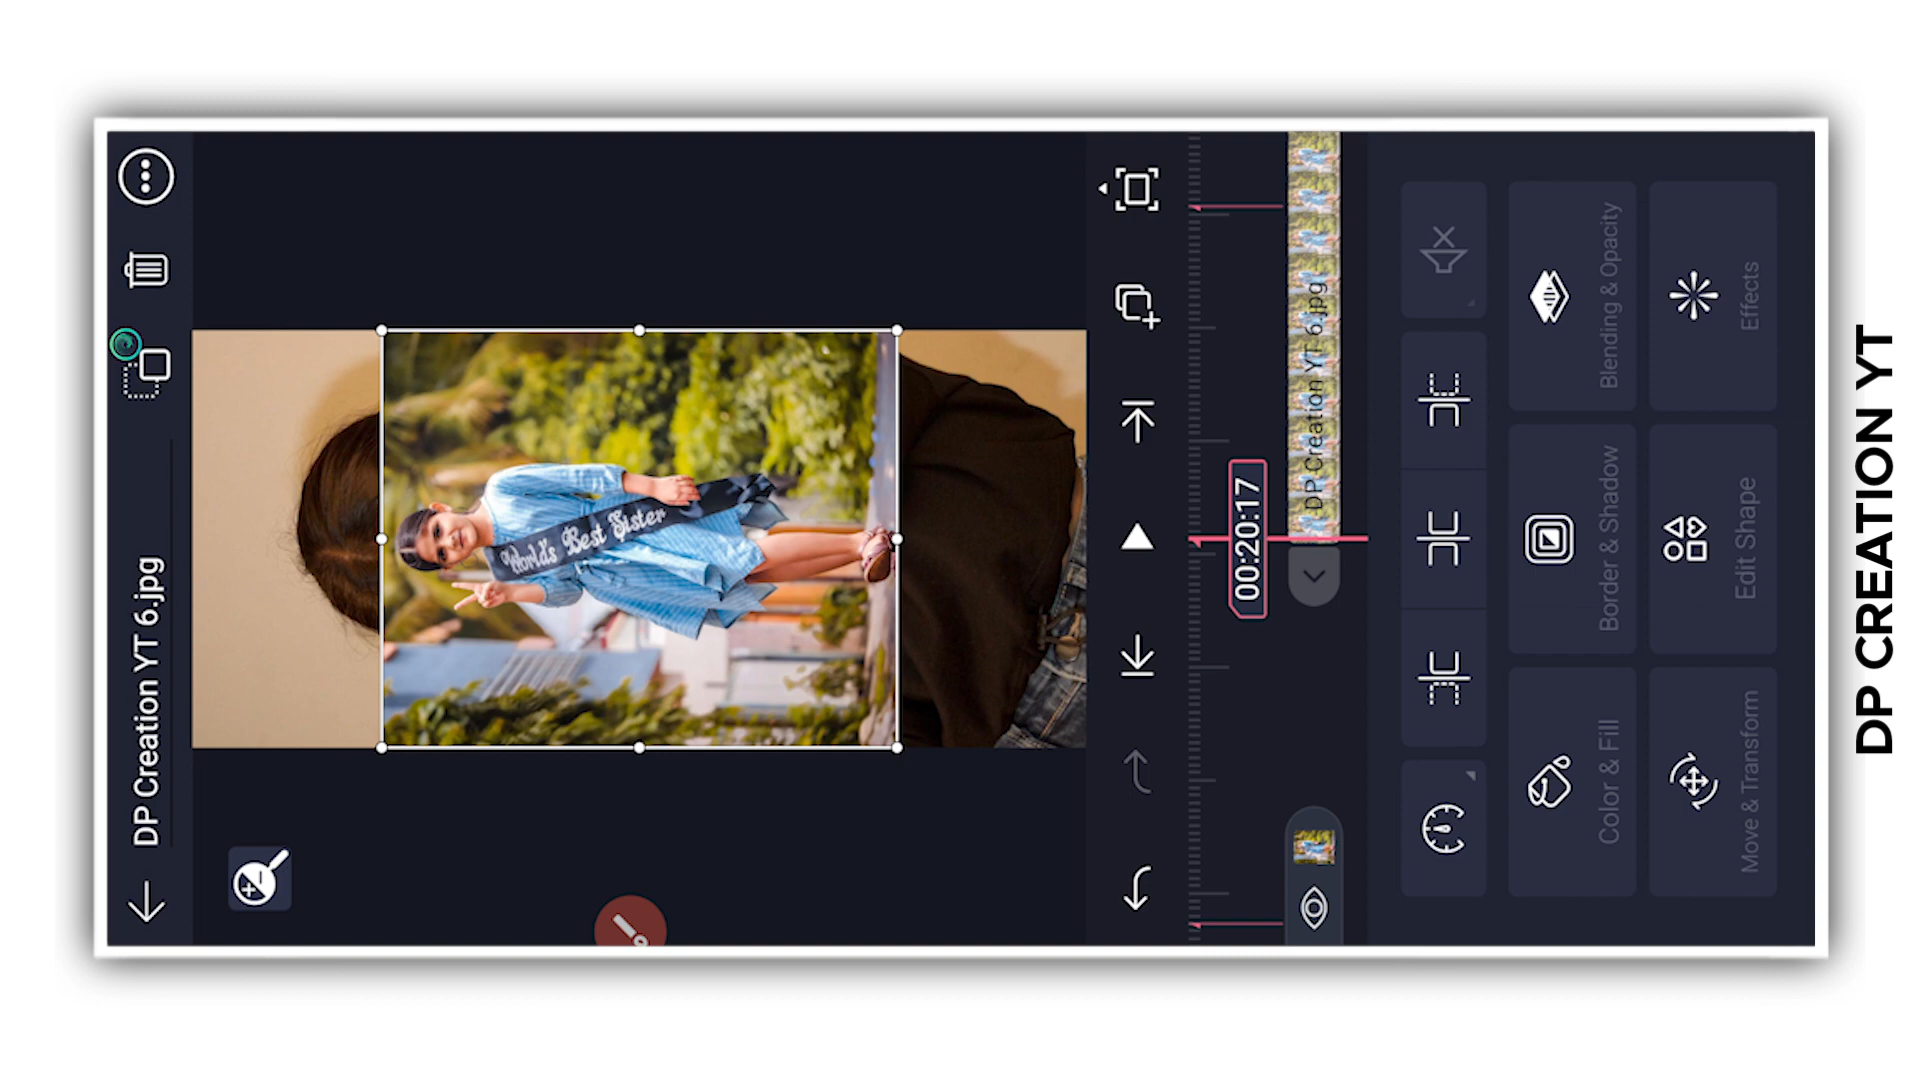 DP Creation YT 6.jpg
World's Best Sister
00:20:17
DP Creation YT 6.jpg
Color & Fill
Border & Shadow
Blending & Opacity
Move & Transform
Edit Shape
Effects
DP CREATION YT